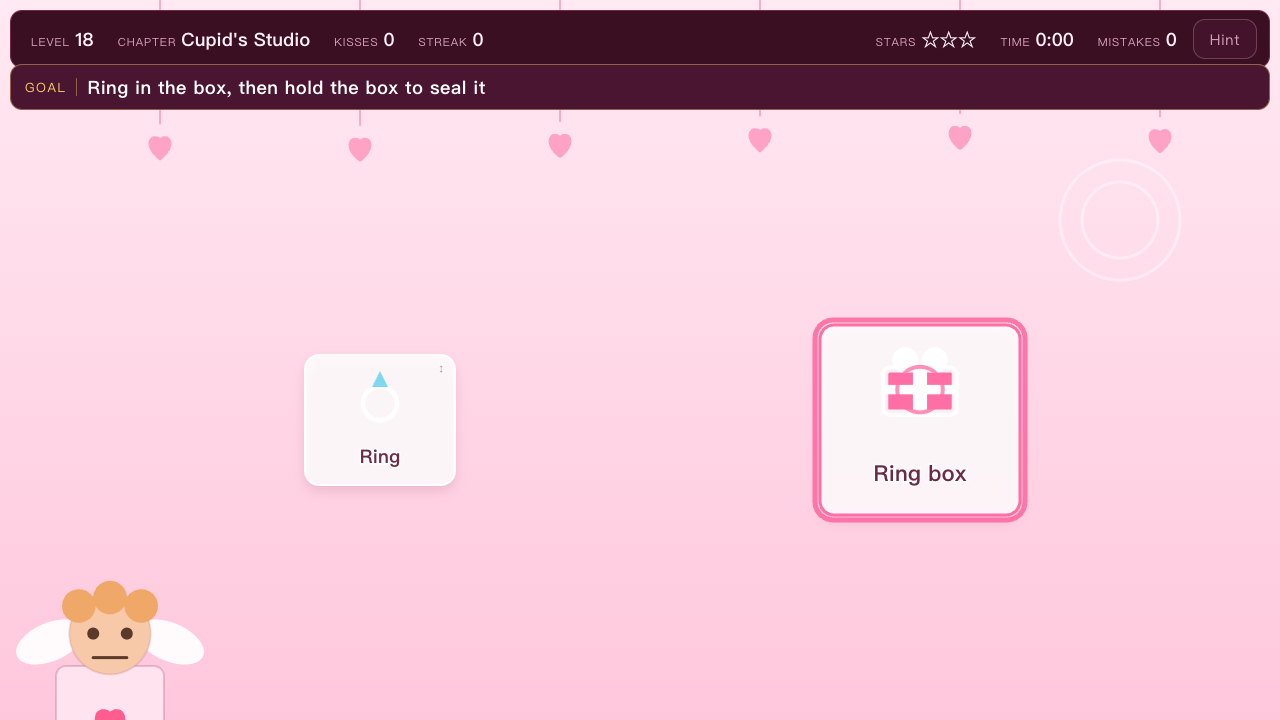 LEVEL 18 CHAPTER Cupid's Studio KISSES 0 STREAK 0 STARS ☆☆☆ TIME 0:00 MISTAKES 0 Hint
GOAL Ring in the box, then hold the box to seal it
Ring
Ring box